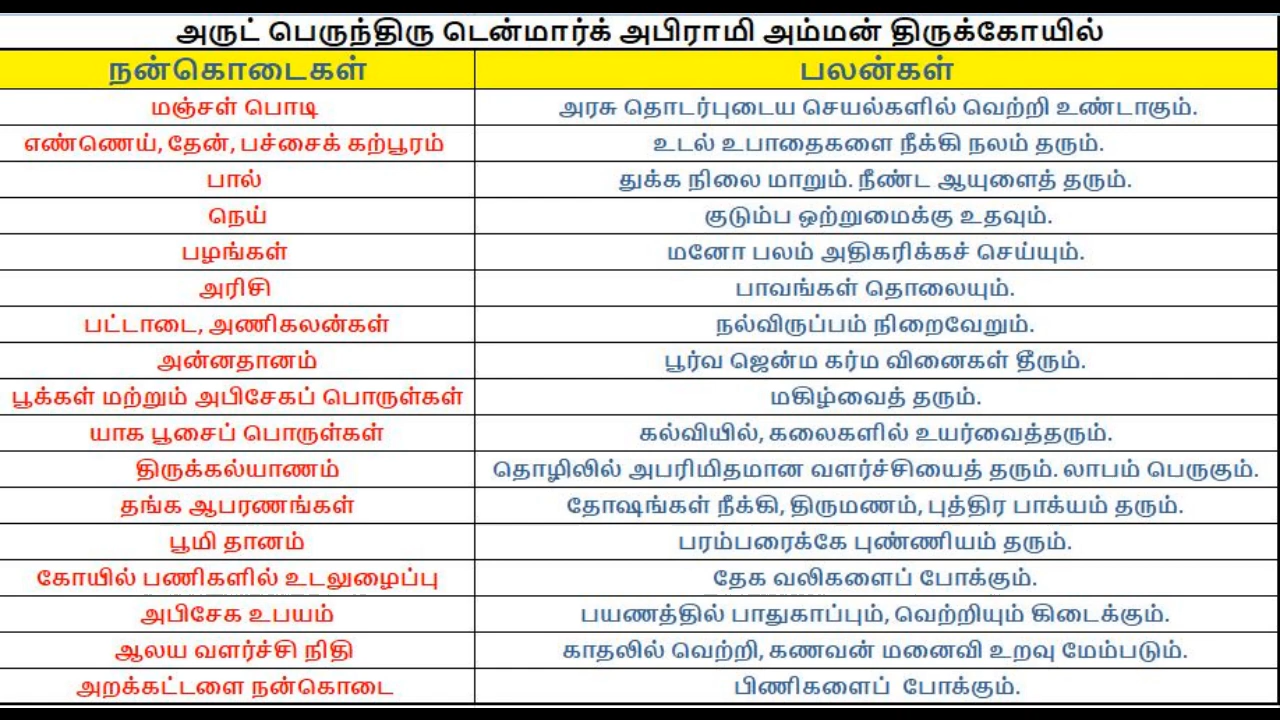 அருட் பெருந்திரு டென்மார்க் அபிராமி அம்மன் திருக்கோயில்
நன்கொடைகள் பலன்கள்
மஞ்சள் பொடி அரசு தொடர்புடைய செயல்களில் வெற்றி உண்டாகும்.
எண்ணெய், தேன், பச்சைக் கற்பூரம் உடல் உபாதைகளை நீக்கி நலம் தரும்.
பால் துக்க நிலை மாறும். நீண்ட ஆயுளைத் தரும்.
நெய் குடும்ப ஒற்றுமைக்கு உதவும்.
பழங்கள் மனோ பலம் அதிகரிக்கச் செய்யும்.
அரிசி பாவங்கள் தொலையும்.
பட்டாடை, அணிகலன்கள் நல்விருப்பம் நிறைவேறும்.
அன்னதானம் பூர்வ ஜென்ம கர்ம வினைகள் தீரும்.
பூக்கள் மற்றும் அபிசேகப் பொருள்கள் மகிழ்வைத் தரும்.
யாக பூசைப் பொருள்கள் கல்வியில், கலைகளில் உயர்வைத்தரும்.
திருக்கல்யாணம் தொழிலில் அபரிமிதமான வளர்ச்சியைத் தரும். லாபம் பெருகும்.
தங்க ஆபரணங்கள் தோஷங்கள் நீக்கி, திருமணம், புத்திர பாக்யம் தரும்.
பூமி தானம் பரம்பரைக்கே புண்ணியம் தரும்.
கோயில் பணிகளில் உடலுழைப்பு தேக வலிகளைப் போக்கும்.
அபிசேக உபயம் பயணத்தில் பாதுகாப்பும், வெற்றியும் கிடைக்கும்.
ஆலய வளர்ச்சி நிதி காதலில் வெற்றி, கணவன் மனைவி உறவு மேம்படும்.
அறக்கட்டளை நன்கொடை பிணிகளைப் போக்கும்.